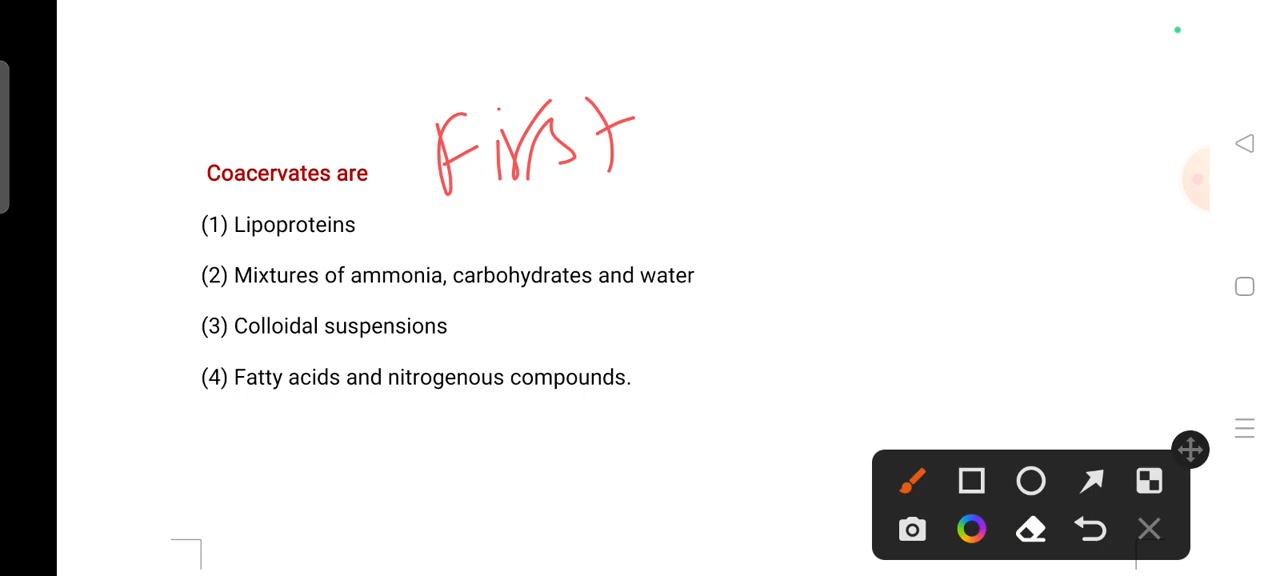 First
Coacervates are
(1) Lipoproteins
(2) Mixtures of ammonia, carbohydrates and water
(3) Colloidal suspensions
(4) Fatty acids and nitrogenous compounds.